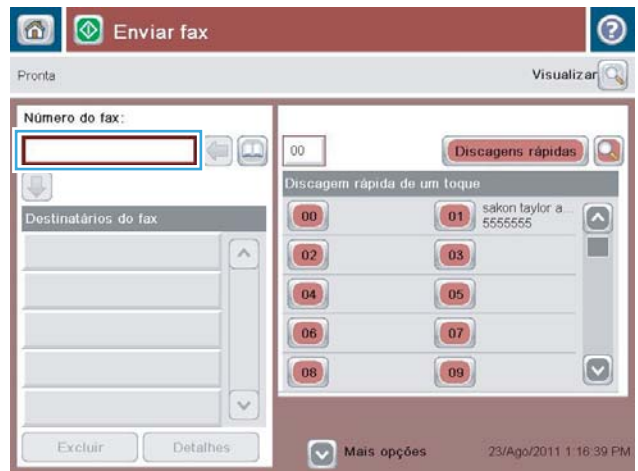 Enviar fax
?
Pronta
Visualizar
Número do fax:
00
Discagens rápidas
Discagem rápida de um toque
Destinatários do fax
00
01 sakon taylor a...
5555555
02
03
04
05
06
07
08
09
Excluir
Detalhes
Mais opções
23/Ago/2011 1:16:39 PM